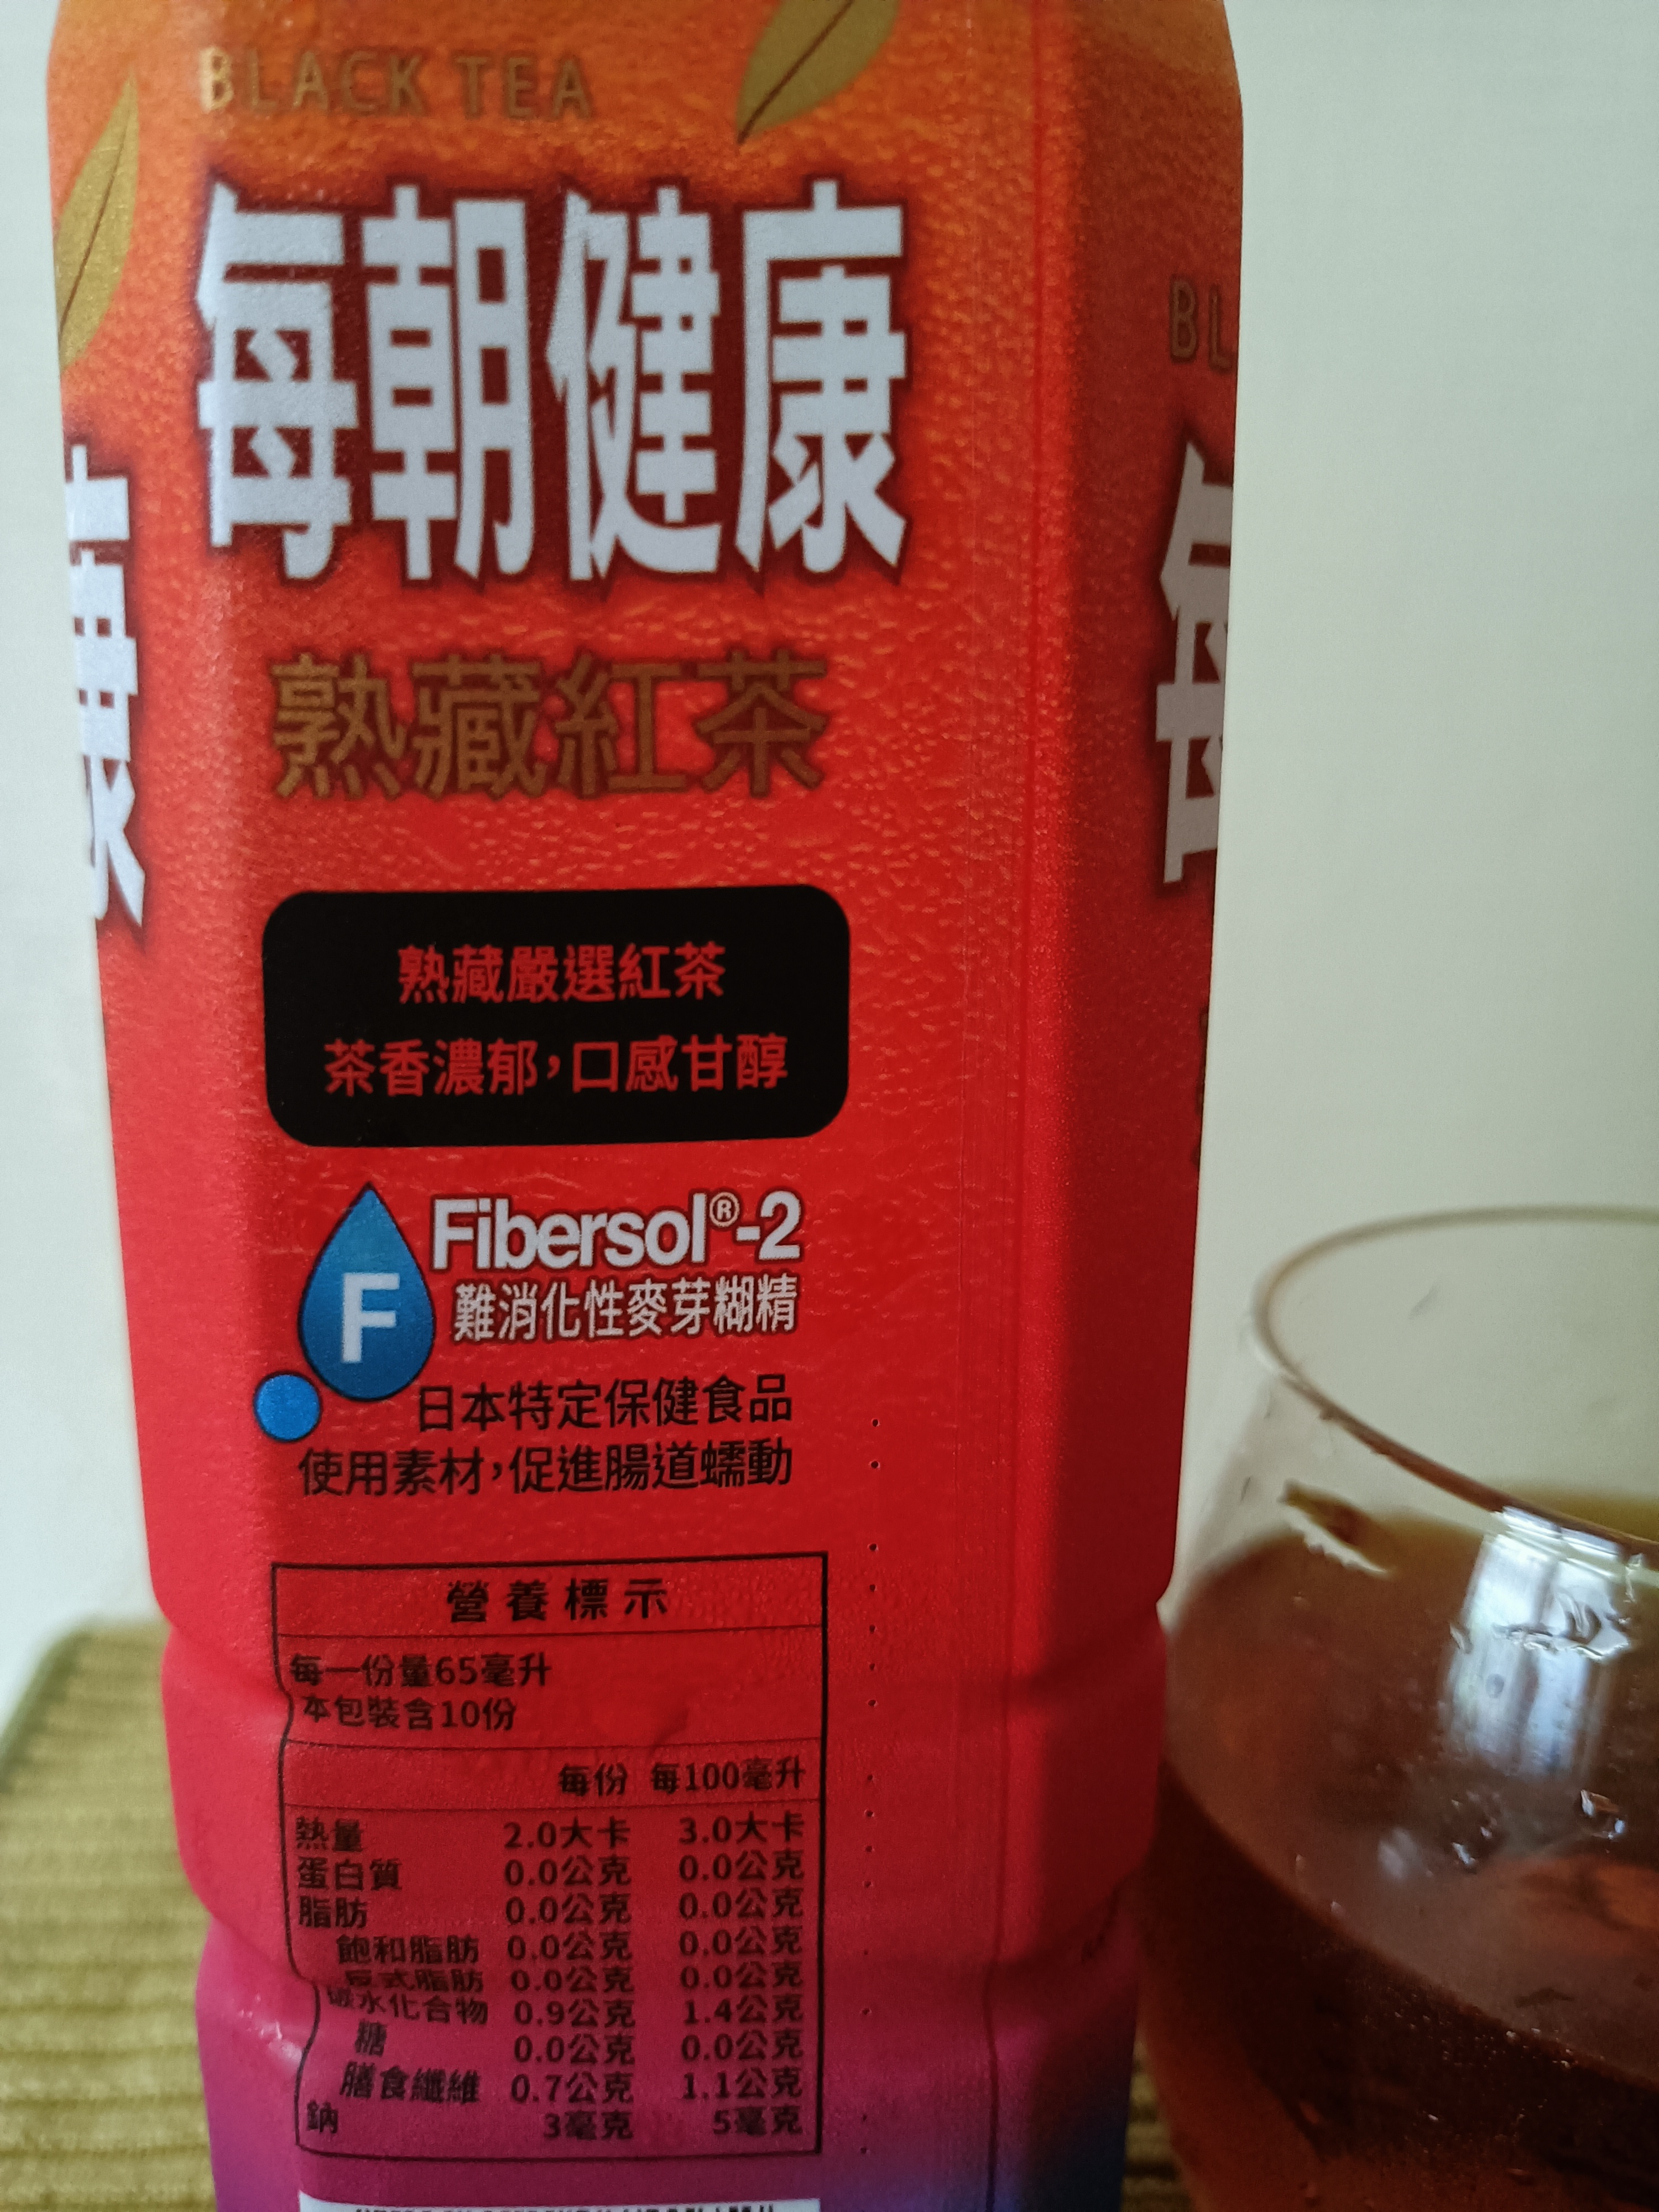 BLACK TEA
每朝健康
熟藏紅茶
熟藏嚴選紅茶
茶香濃郁，口感甘醇
F
Fibersol®-2
難消化性麥芽糊精
日本特定保健食品
使用素材，促進腸道蠕動
營養標示
每一份量65毫升
本包裝含10份
每份 每100毫升
熱量 2.0大卡 3.0大卡
蛋白質 0.0公克 0.0公克
脂肪 0.0公克 0.0公克
飽和脂肪 0.0公克 0.0公克
反式脂肪 0.0公克 0.0公克
碳水化合物 0.9公克 1.4公克
糖 0.0公克 0.0公克
膳食纖維 0.7公克 1.1公克
鈉 3毫克 5毫克
康
BL
每